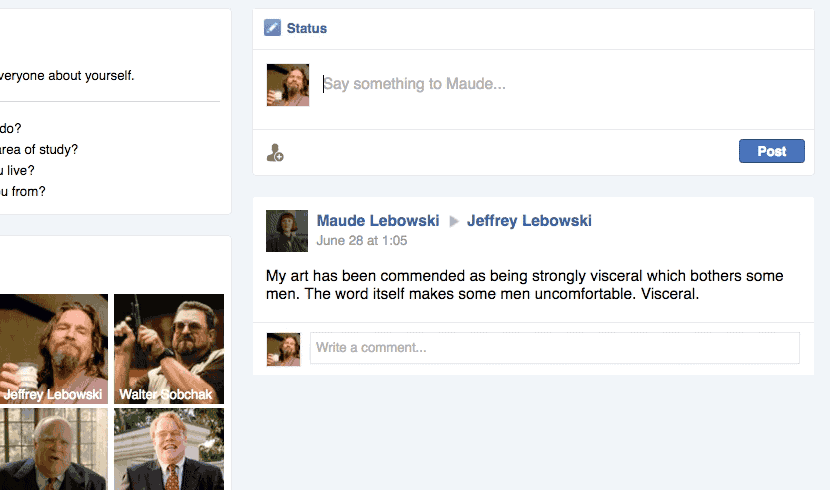 veryone about yourself.
do?
area of study?
u live?
ou from?
Jeffrey Lebowski
Walter Sobchak
Status
Say something to Maude...
Post
Maude Lebowski Jeffrey Lebowski
June 28 at 1:05
My art has been commended as being strongly visceral which bothers some
men. The word itself makes some men uncomfortable. Visceral.
Write a comment...